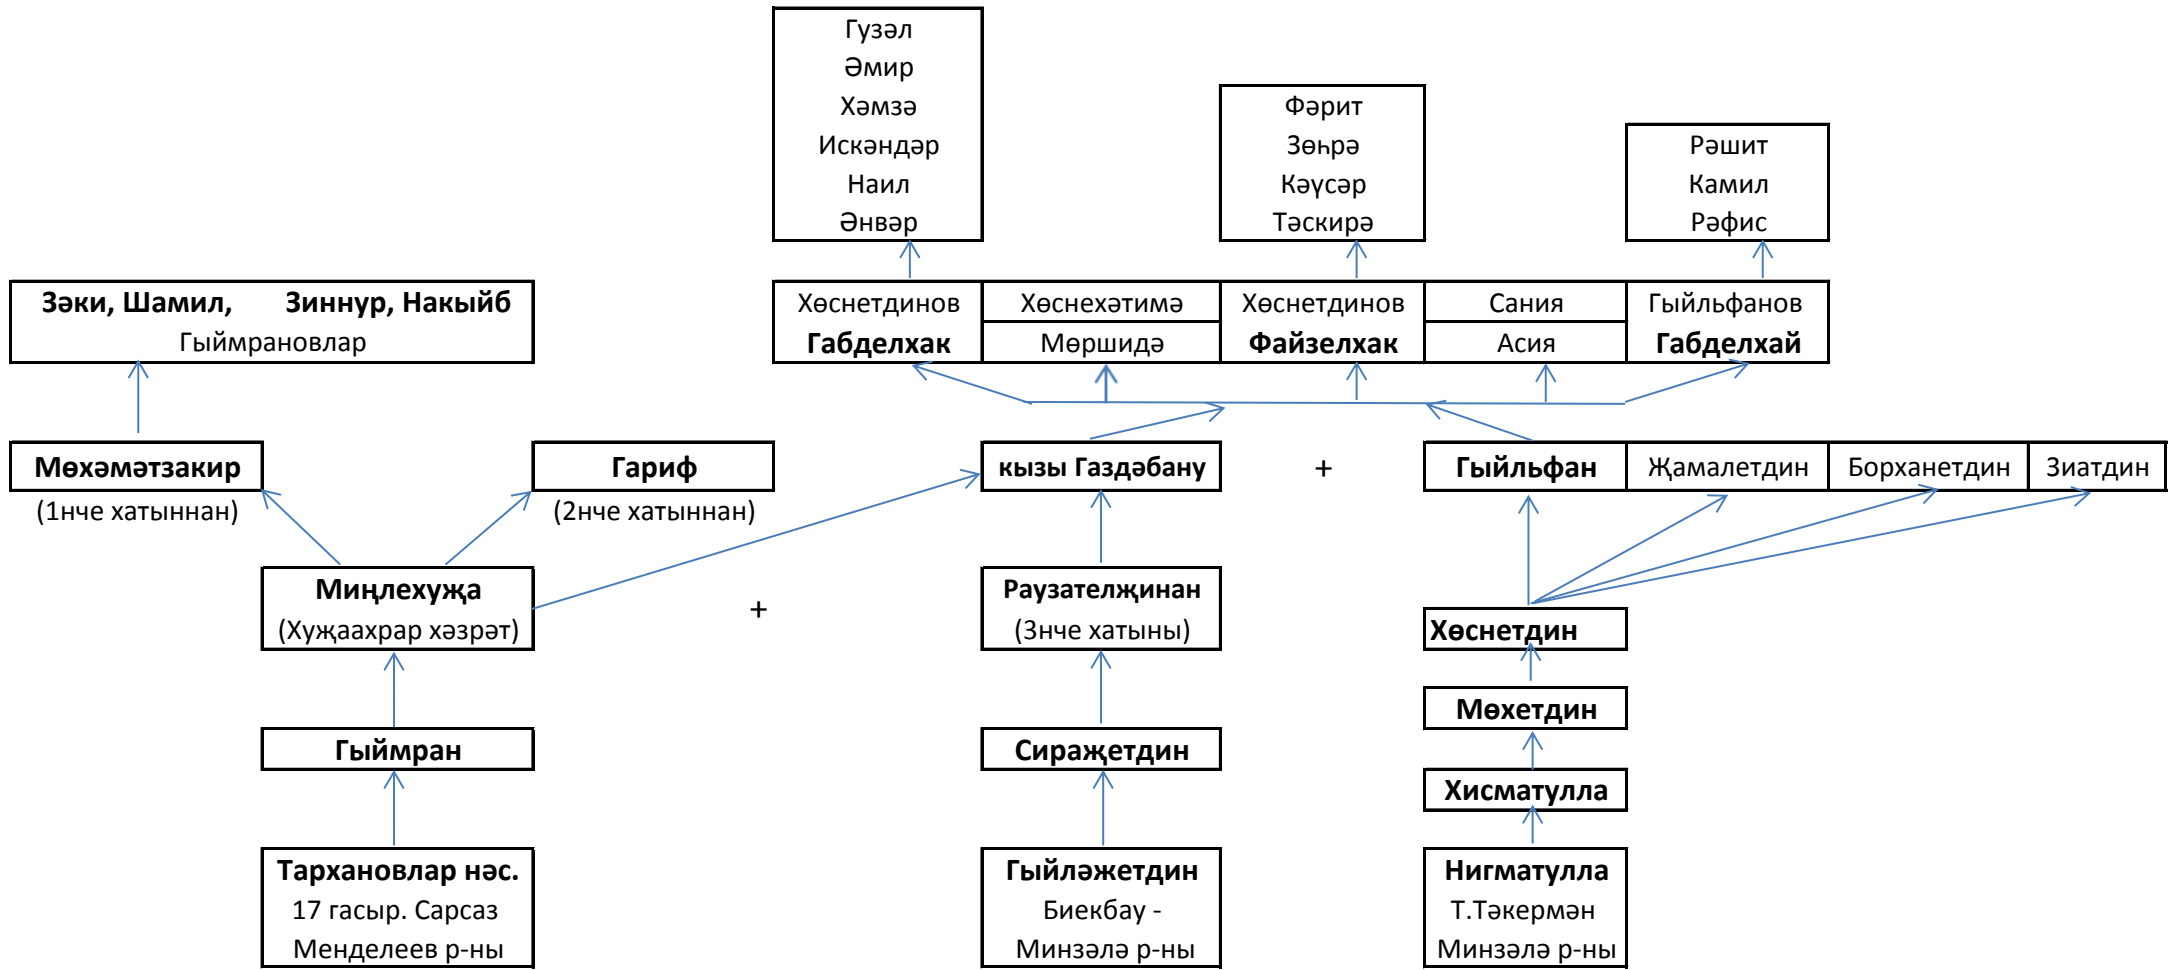 Гузәл
Әмир
Хәмзә
Искәндәр
Наил
Әнвәр
Фәрит
Зөһрә
Кәүсәр
Тәскирә
Рәшит
Камил
Рәфис
Зәки, Шамил, Зиннур, Накыйб
Гыймрановлар
Хөснетдинов
Габделхак
Хөснехәтимә
Мөршидә
Хөснетдинов
Файзелхак
Сания
Асия
Гыйльфанов
Габделхай
Мөхәмәтзакир
(1нче хатыннан)
Гариф
(2нче хатыннан)
кызы Газдәбану
+
Гыйльфан
Җамалетдин
Борханетдин
Зиатдин
Миңлехуҗа
(Хуҗаахрар хәзрәт)
+
Раузателҗинан
(3нче хатыны)
Хөснетдин
Мөхетдин
Гыймран
Сираҗетдин
Хисматулла
Тархановлар нәс.
17 гасыр. Сарсаз
Менделеев р-ны
Гыйләжетдин
Биекбау -
Минзәлә р-ны
Нигматулла
Т.Тәкермән
Минзәлә р-ны